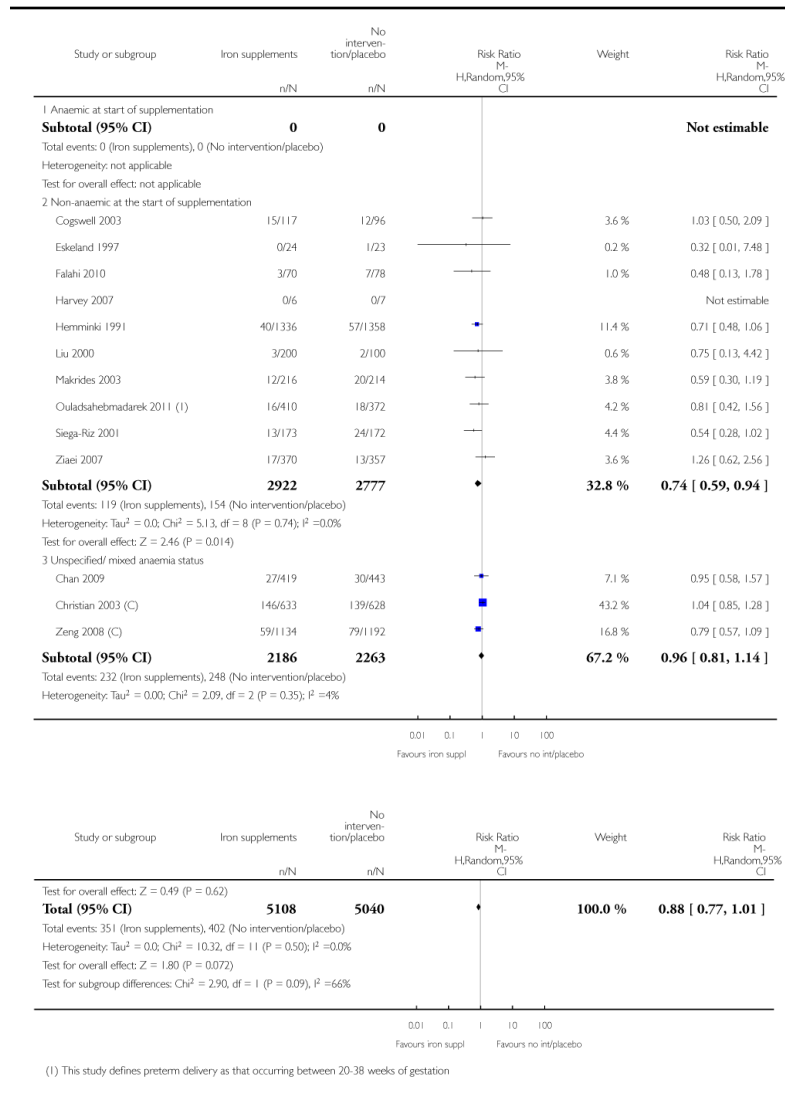 Study or subgroup Iron supplements No interven-tion/placebo Risk Ratio Weight Risk Ratio
n/N n/N M-H,Random,95% CI M-H,Random,95% CI
1 Anaemic at start of supplementation
Subtotal (95% CI) 0 0 Not estimable
Total events: 0 (Iron supplements), 0 (No intervention/placebo)
Heterogeneity: not applicable
Test for overall effect: not applicable
2 Non-anaemic at the start of supplementation
Cogswell 2003 15/117 12/96 3.6 % 1.03 [ 0.50, 2.09 ]
Eskeland 1997 0/24 1/23 0.2 % 0.32 [ 0.01, 7.48 ]
Falahi 2010 3/70 7/78 1.0 % 0.48 [ 0.13, 1.78 ]
Harvey 2007 0/6 0/7 Not estimable
Hemminki 1991 40/1336 57/1358 11.4 % 0.71 [ 0.48, 1.06 ]
Liu 2000 3/200 2/100 0.6 % 0.75 [ 0.13, 4.42 ]
Makrides 2003 12/216 20/214 3.8 % 0.59 [ 0.30, 1.19 ]
Ouladsahebmadarek 2011 (1) 16/410 18/372 4.2 % 0.81 [ 0.42, 1.56 ]
Siega-Riz 2001 13/173 24/172 4.4 % 0.54 [ 0.28, 1.02 ]
Ziaei 2007 17/370 13/357 3.6 % 1.26 [ 0.62, 2.56 ]
Subtotal (95% CI) 2922 2777 32.8 % 0.74 [ 0.59, 0.94 ]
Total events: 119 (Iron supplements), 154 (No intervention/placebo)
Heterogeneity: Tau² = 0.0; Chi² = 5.13, df = 8 (P = 0.74); I² =0.0%
Test for overall effect: Z = 2.46 (P = 0.014)
3 Unspecified/ mixed anaemia status
Chan 2009 27/419 30/443 7.1 % 0.95 [ 0.58, 1.57 ]
Christian 2003 (C) 146/633 139/628 43.2 % 1.04 [ 0.85, 1.28 ]
Zeng 2008 (C) 59/1134 79/1192 16.8 % 0.79 [ 0.57, 1.09 ]
Subtotal (95% CI) 2186 2263 67.2 % 0.96 [ 0.81, 1.14 ]
Total events: 232 (Iron supplements), 248 (No intervention/placebo)
Heterogeneity: Tau² = 0.00; Chi² = 2.09, df = 2 (P = 0.35); I² =4%
0.01 0.1 1 10 100
Favours iron suppl Favours no int/placebo
Study or subgroup Iron supplements No interven-tion/placebo Risk Ratio Weight Risk Ratio
n/N n/N M-H,Random,95% CI M-H,Random,95% CI
Test for overall effect: Z = 0.49 (P = 0.62)
Total (95% CI) 5108 5040 100.0 % 0.88 [ 0.77, 1.01 ]
Total events: 351 (Iron supplements), 402 (No intervention/placebo)
Heterogeneity: Tau² = 0.0; Chi² = 10.32, df = 11 (P = 0.50); I² =0.0%
Test for overall effect: Z = 1.80 (P = 0.072)
Test for subgroup differences: Chi² = 2.90, df = 1 (P = 0.09), I² =66%
0.01 0.1 1 10 100
Favours iron suppl Favours no int/placebo
(1) This study defines preterm delivery as that occurring between 20-38 weeks of gestation